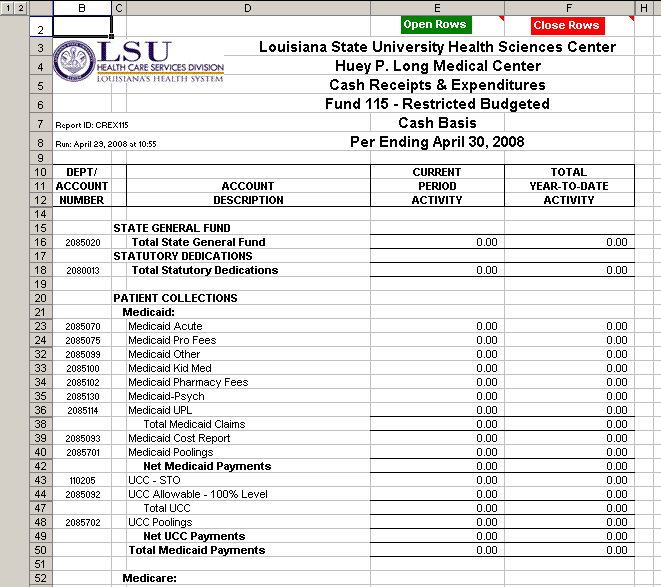 1 2 B C D E F H
2 Open Rows Close Rows
LSU
HEALTH CARE SERVICES DIVISION
LOUISIANA'S HEALTH SYSTEM
3 Louisiana State University Health Sciences Center
4 Huey P. Long Medical Center
5 Cash Receipts & Expenditures
6 Fund 115 - Restricted Budgeted
7 Report ID: CREX115 Cash Basis
8 Run: April 29, 2008 at 10:55 Per Ending April 30, 2008
9
10 DEPT/ CURRENT TOTAL
11 ACCOUNT ACCOUNT PERIOD YEAR-TO-DATE
12 NUMBER DESCRIPTION ACTIVITY ACTIVITY
14
15 STATE GENERAL FUND
16 2085020 Total State General Fund 0.00 0.00
17 STATUTORY DEDICATIONS
18 2080013 Total Statutory Dedications 0.00 0.00
19
20 PATIENT COLLECTIONS
21 Medicaid:
23 2085070 Medicaid Acute 0.00 0.00
24 2085075 Medicaid Pro Fees 0.00 0.00
32 2085099 Medicaid Other 0.00 0.00
33 2085100 Medicaid Kid Med 0.00 0.00
34 2085102 Medicaid Pharmacy Fees 0.00 0.00
35 2085130 Medicaid-Psych 0.00 0.00
36 2085114 Medicaid UPL 0.00 0.00
38 Total Medicaid Claims 0.00 0.00
39 2085093 Medicaid Cost Report 0.00 0.00
40 2085701 Medicaid Poolings 0.00 0.00
42 Net Medicaid Payments 0.00 0.00
43 110205 UCC - STO 0.00 0.00
44 2085092 UCC Allowable - 100% Level 0.00 0.00
47 Total UCC 0.00 0.00
48 2085702 UCC Poolings 0.00 0.00
49 Net UCC Payments 0.00 0.00
50 Total Medicaid Payments 0.00 0.00
51
52 Medicare: